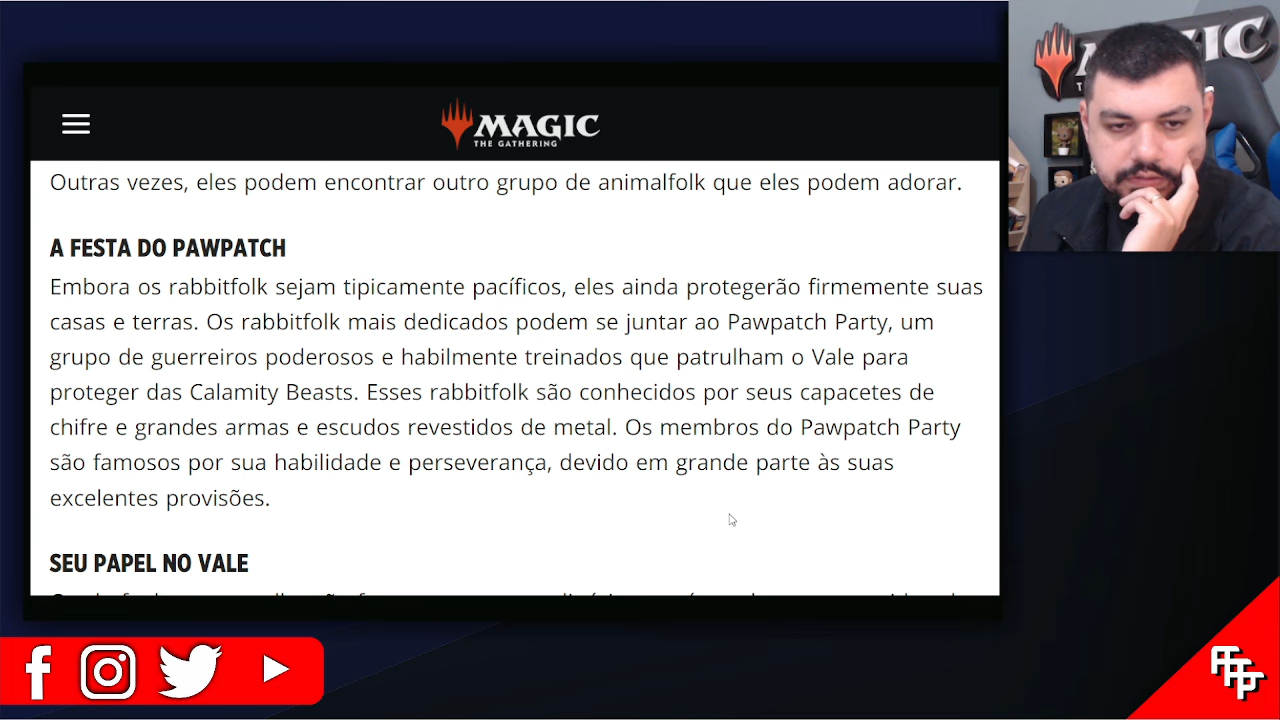 MAGIC
THE GATHERING
MAGIC
Outras vezes, eles podem encontrar outro grupo de animalfolk que eles podem adorar.
A FESTA DO PAWPATCH
Embora os rabbitfolk sejam tipicamente pacíficos, eles ainda protegerão firmemente suas
casas e terras. Os rabbitfolk mais dedicados podem se juntar ao Pawpatch Party, um
grupo de guerreiros poderosos e habilmente treinados que patrulham o Vale para
proteger das Calamity Beasts. Esses rabbitfolk são conhecidos por seus capacetes de
chifre e grandes armas e escudos revestidos de metal. Os membros do Pawpatch Party
são famosos por sua habilidade e perseverança, devido em grande parte às suas
excelentes provisões.
SEU PAPEL NO VALE